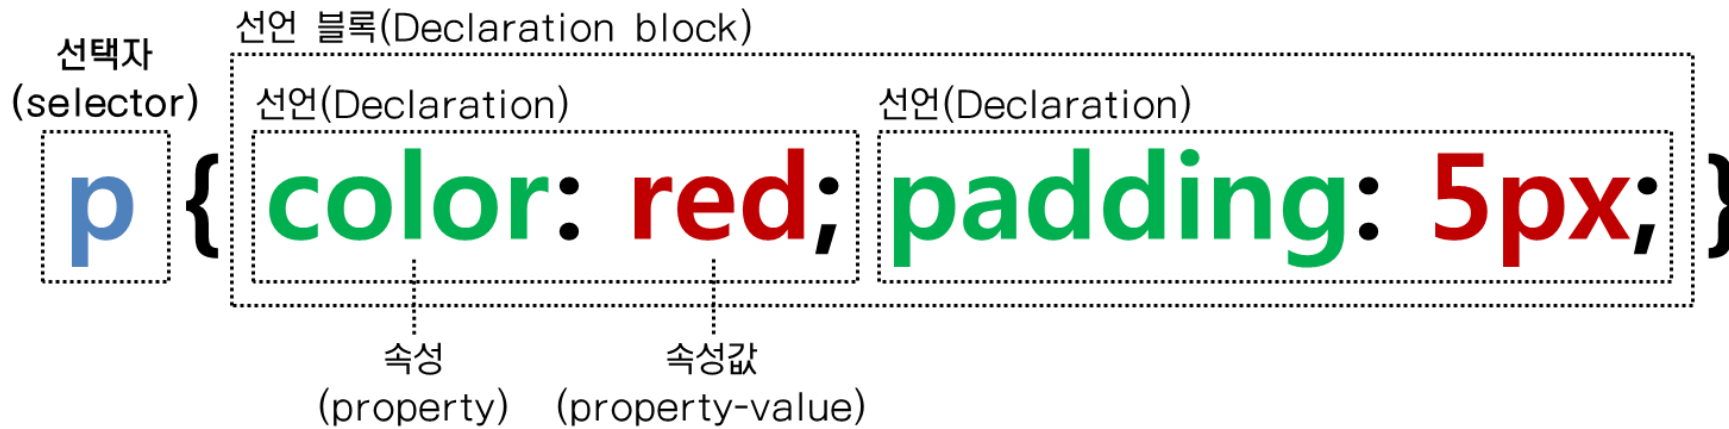 선언 블록(Declaration block)
선택자
(selector)
선언(Declaration) 선언(Declaration)
p { color: red; padding: 5px; }
속성 속성값
(property) (property-value)